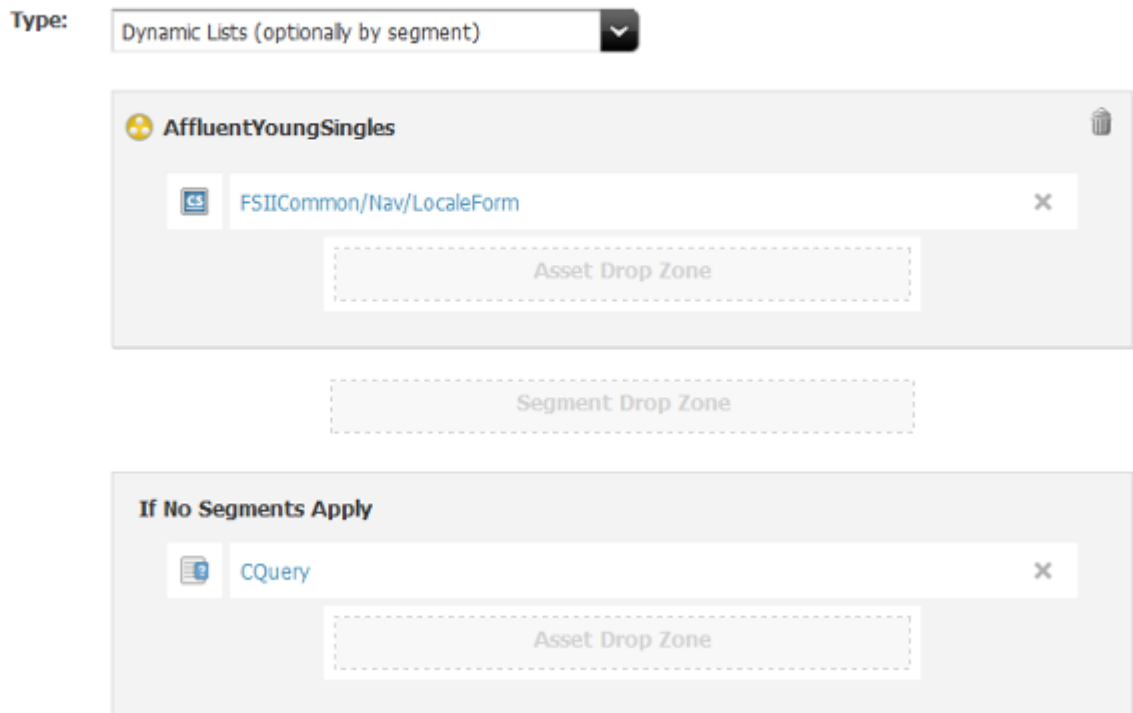 Type:
Dynamic Lists (optionally by segment)
AffluentYoungSingles
CS
FSIICommon/Nav/LocaleForm
Asset Drop Zone
Segment Drop Zone
If No Segments Apply
?
CQuery
Asset Drop Zone